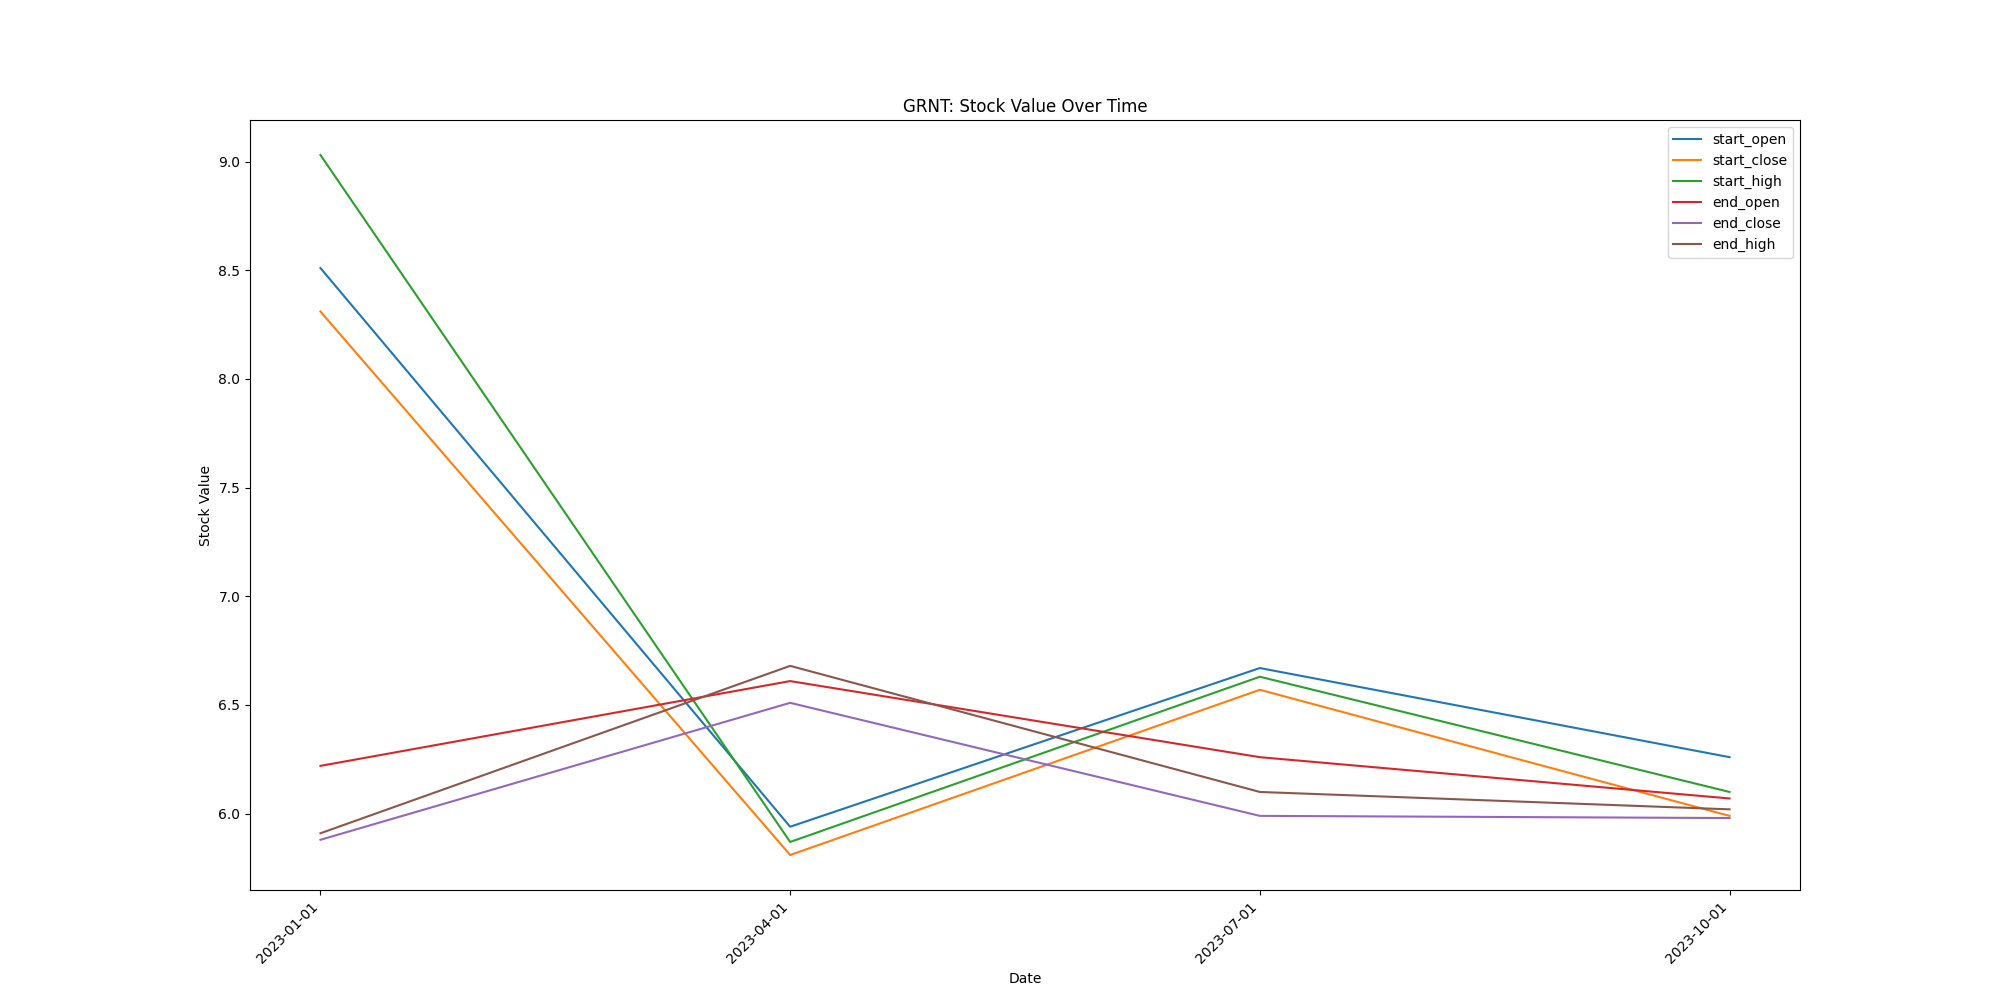 GRNT: Stock Value Over Time
start_open
start_close
start_high
end_open
end_close
end_high
Stock Value
9.0
8.5
8.0
7.5
7.0
6.5
6.0
2023-01-01
2023-04-01
2023-07-01
2023-10-01
Date